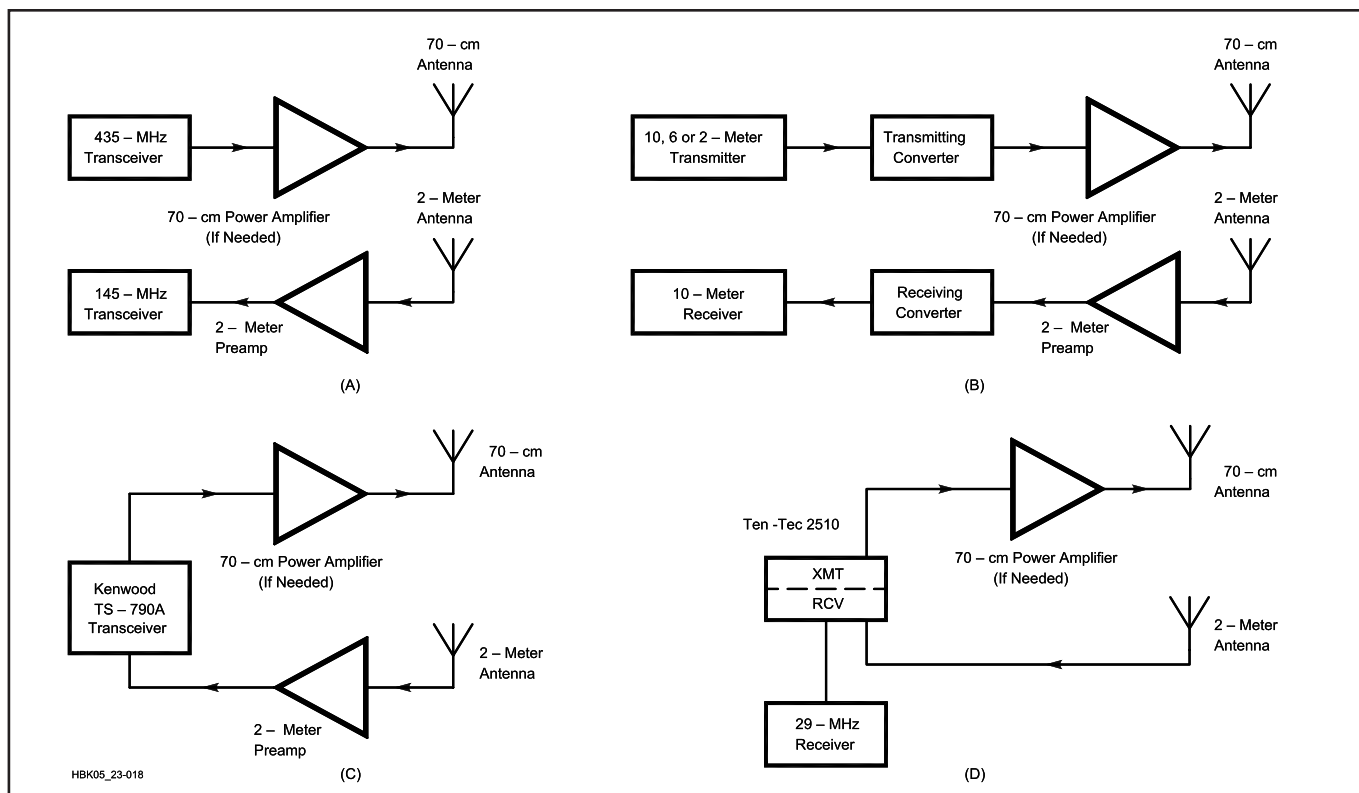 70 – cm
Antenna
435 – MHz
Transceiver
70 – cm Power Amplifier
(If Needed)
2 – Meter
Antenna
145 – MHz
Transceiver
2 – Meter
Preamp
(A)
70 – cm
Antenna
10, 6 or 2 – Meter
Transmitter
Transmitting
Converter
70 – cm Power Amplifier
(If Needed)
2 – Meter
Antenna
10 – Meter
Receiver
Receiving
Converter
2 – Meter
Preamp
(B)
70 – cm
Antenna
70 – cm Power Amplifier
(If Needed)
Kenwood
TS – 790A
Transceiver
2 – Meter
Antenna
2 – Meter
Preamp
HBK05_23-018
(C)
70 – cm
Antenna
Ten -Tec 2510
70 – cm Power Amplifier
(If Needed)
XMT
RCV
2 – Meter
Antenna
29 – MHz
Receiver
(D)